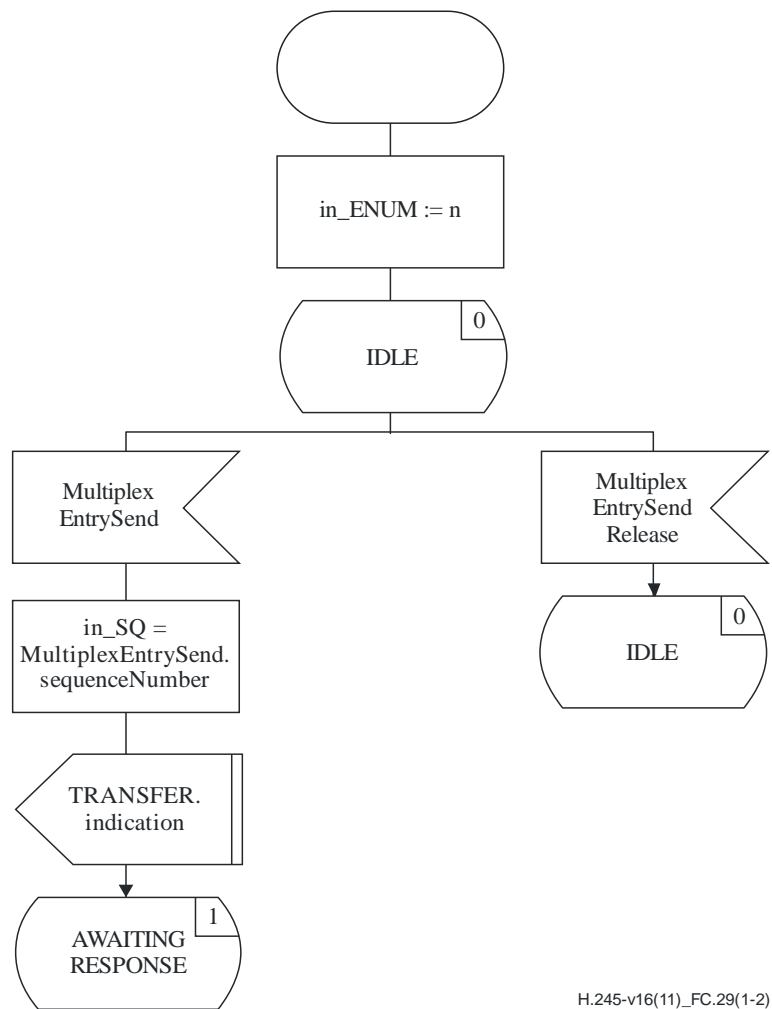 in_ENUM := n
0
IDLE
Multiplex
EntrySend
Multiplex
EntrySend
Release
in_SQ =
MultiplexEntrySend.
sequenceNumber
0
IDLE
TRANSFER.
indication
1
AWAITING
RESPONSE
H.245-v16(11)_FC.29(1-2)